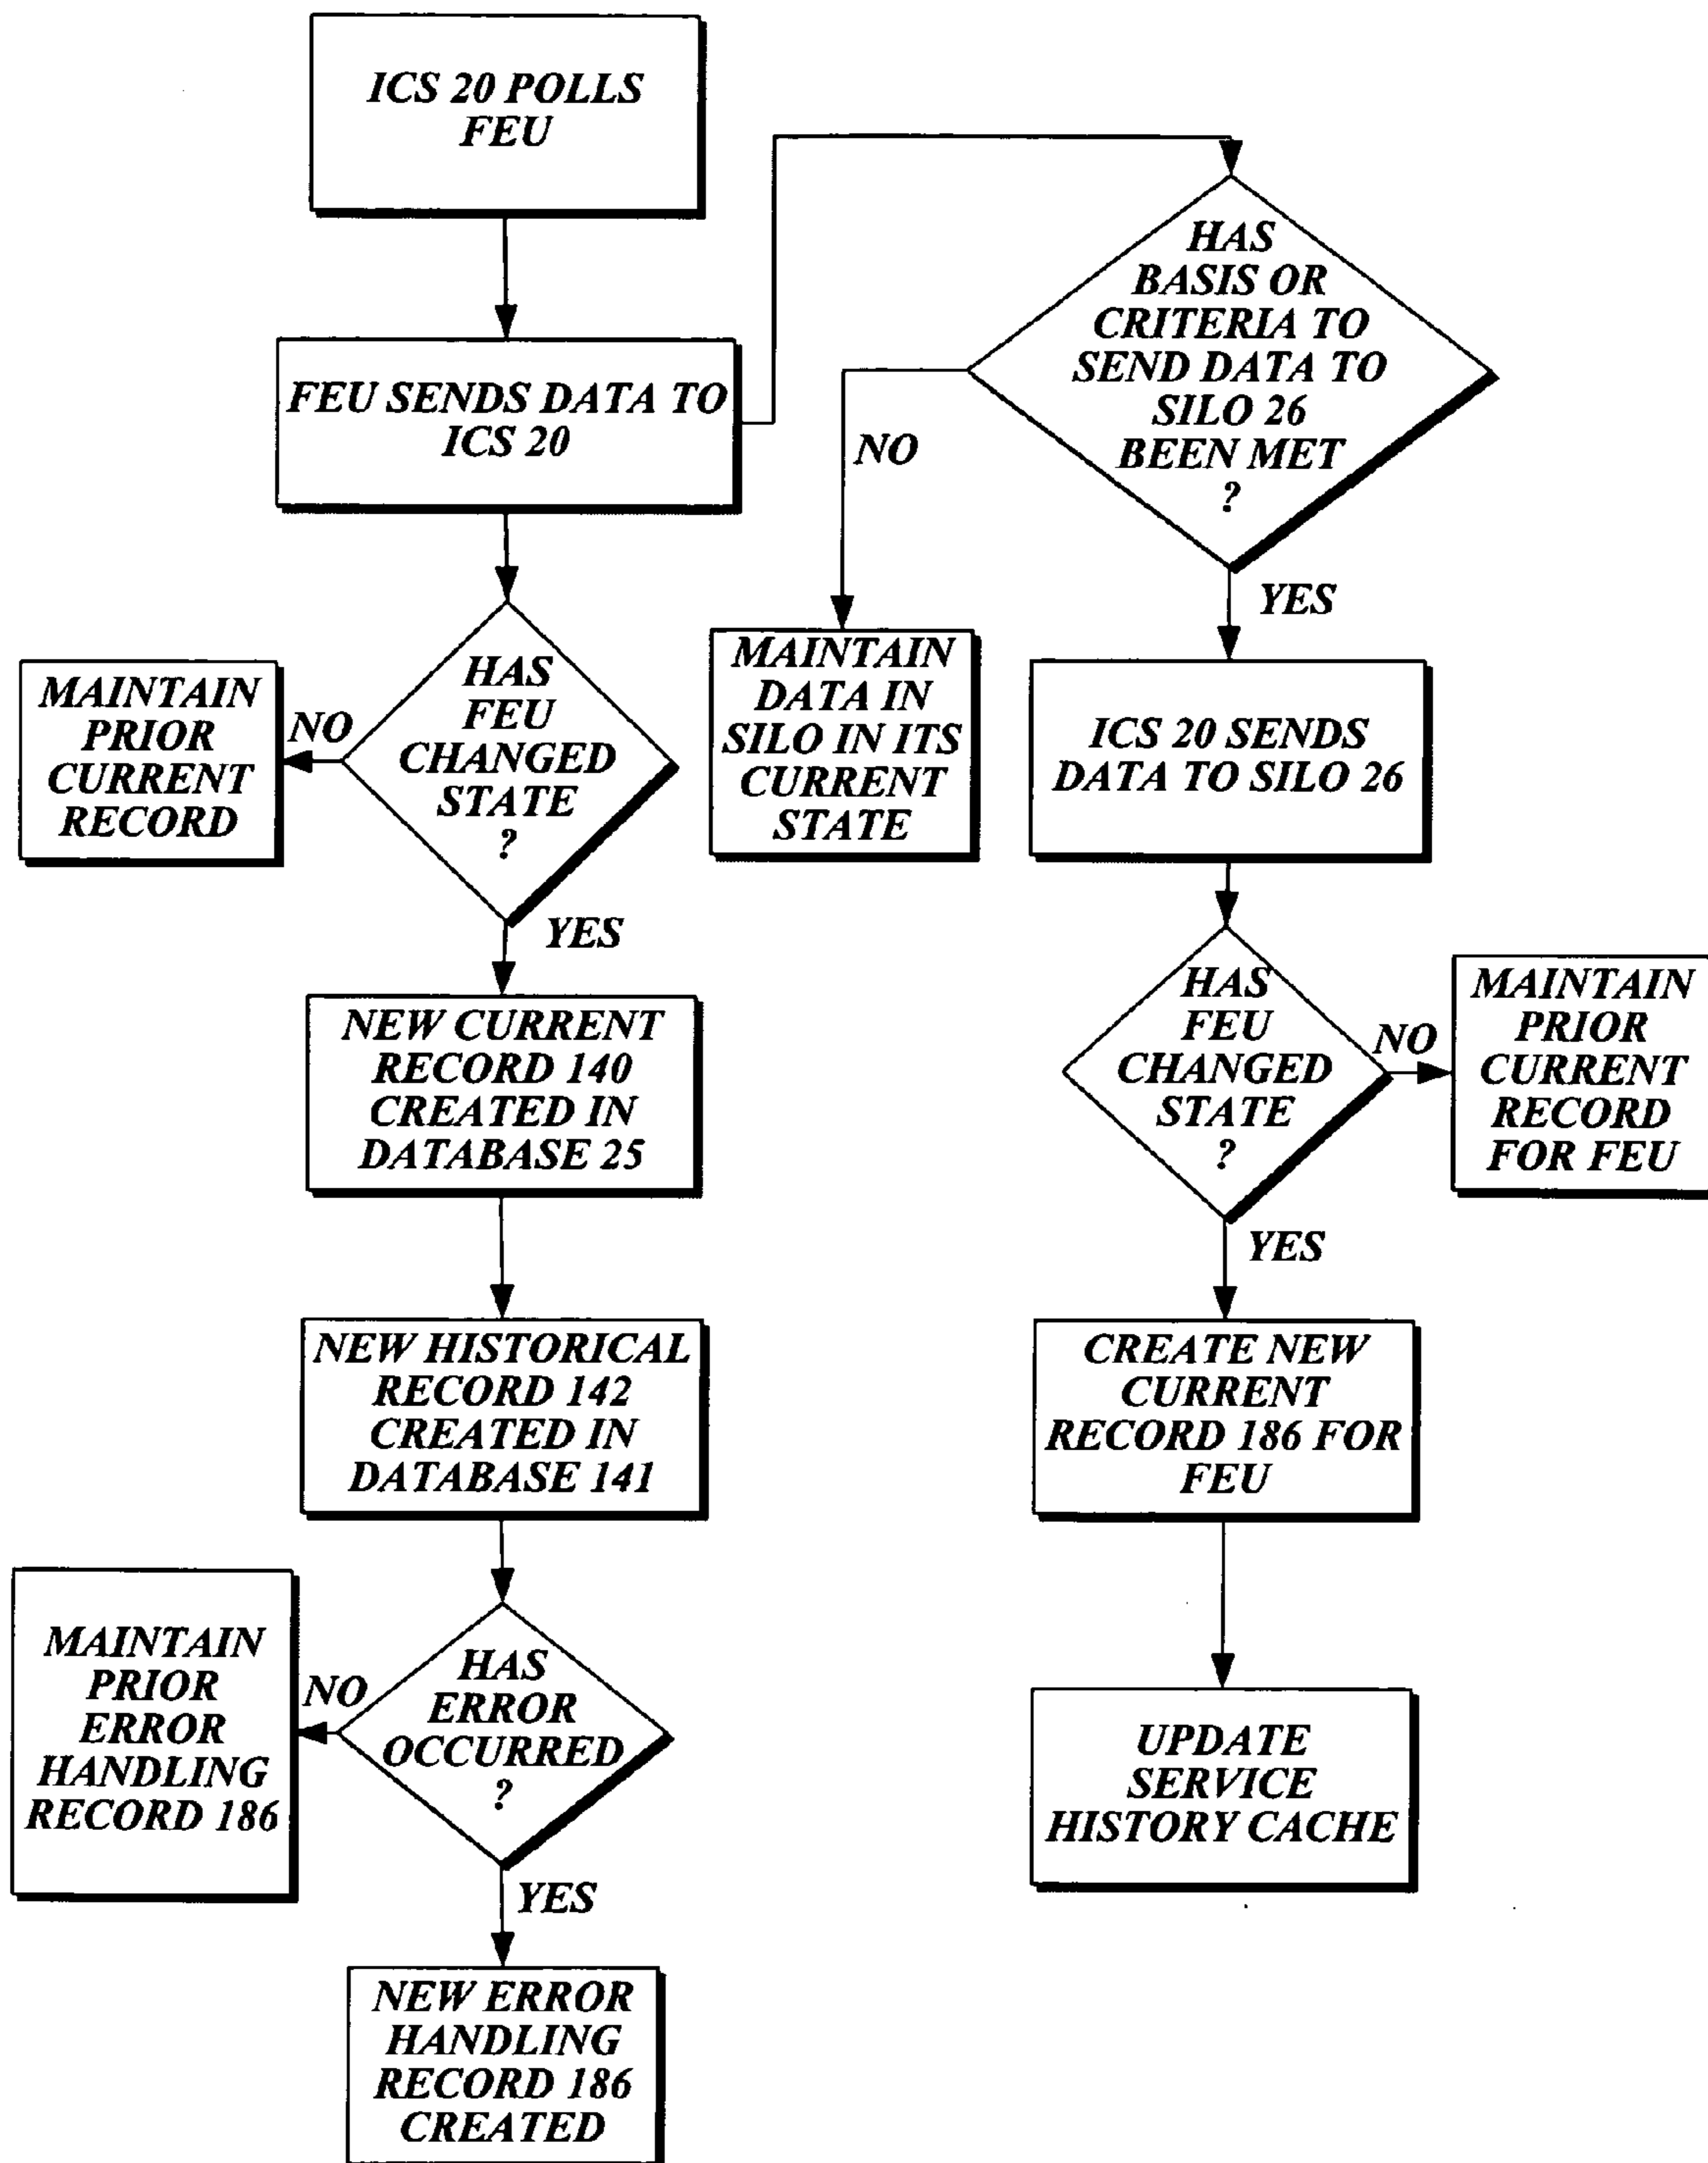 ICS 20 POLLS
FEU
FEU SENDS DATA TO
ICS 20
HAS
FEU
CHANGED
STATE
?
NO
MAINTAIN
PRIOR
CURRENT
RECORD
YES
NEW CURRENT
RECORD 140
CREATED IN
DATABASE 25
NEW HISTORICAL
RECORD 142
CREATED IN
DATABASE 141
HAS
ERROR
OCCURRED
?
NO
MAINTAIN
PRIOR
ERROR
HANDLING
RECORD 186
YES
NEW ERROR
HANDLING
RECORD 186
CREATED
HAS
BASIS OR
CRITERIA TO
SEND DATA TO
SILO 26
BEEN MET
?
NO
MAINTAIN
DATA IN
SILO IN ITS
CURRENT
STATE
YES
ICS 20 SENDS
DATA TO SILO 26
HAS
FEU
CHANGED
STATE
?
NO
MAINTAIN
PRIOR
CURRENT
RECORD
FOR FEU
YES
CREATE NEW
CURRENT
RECORD 186 FOR
FEU
UPDATE
SERVICE
HISTORY CACHE